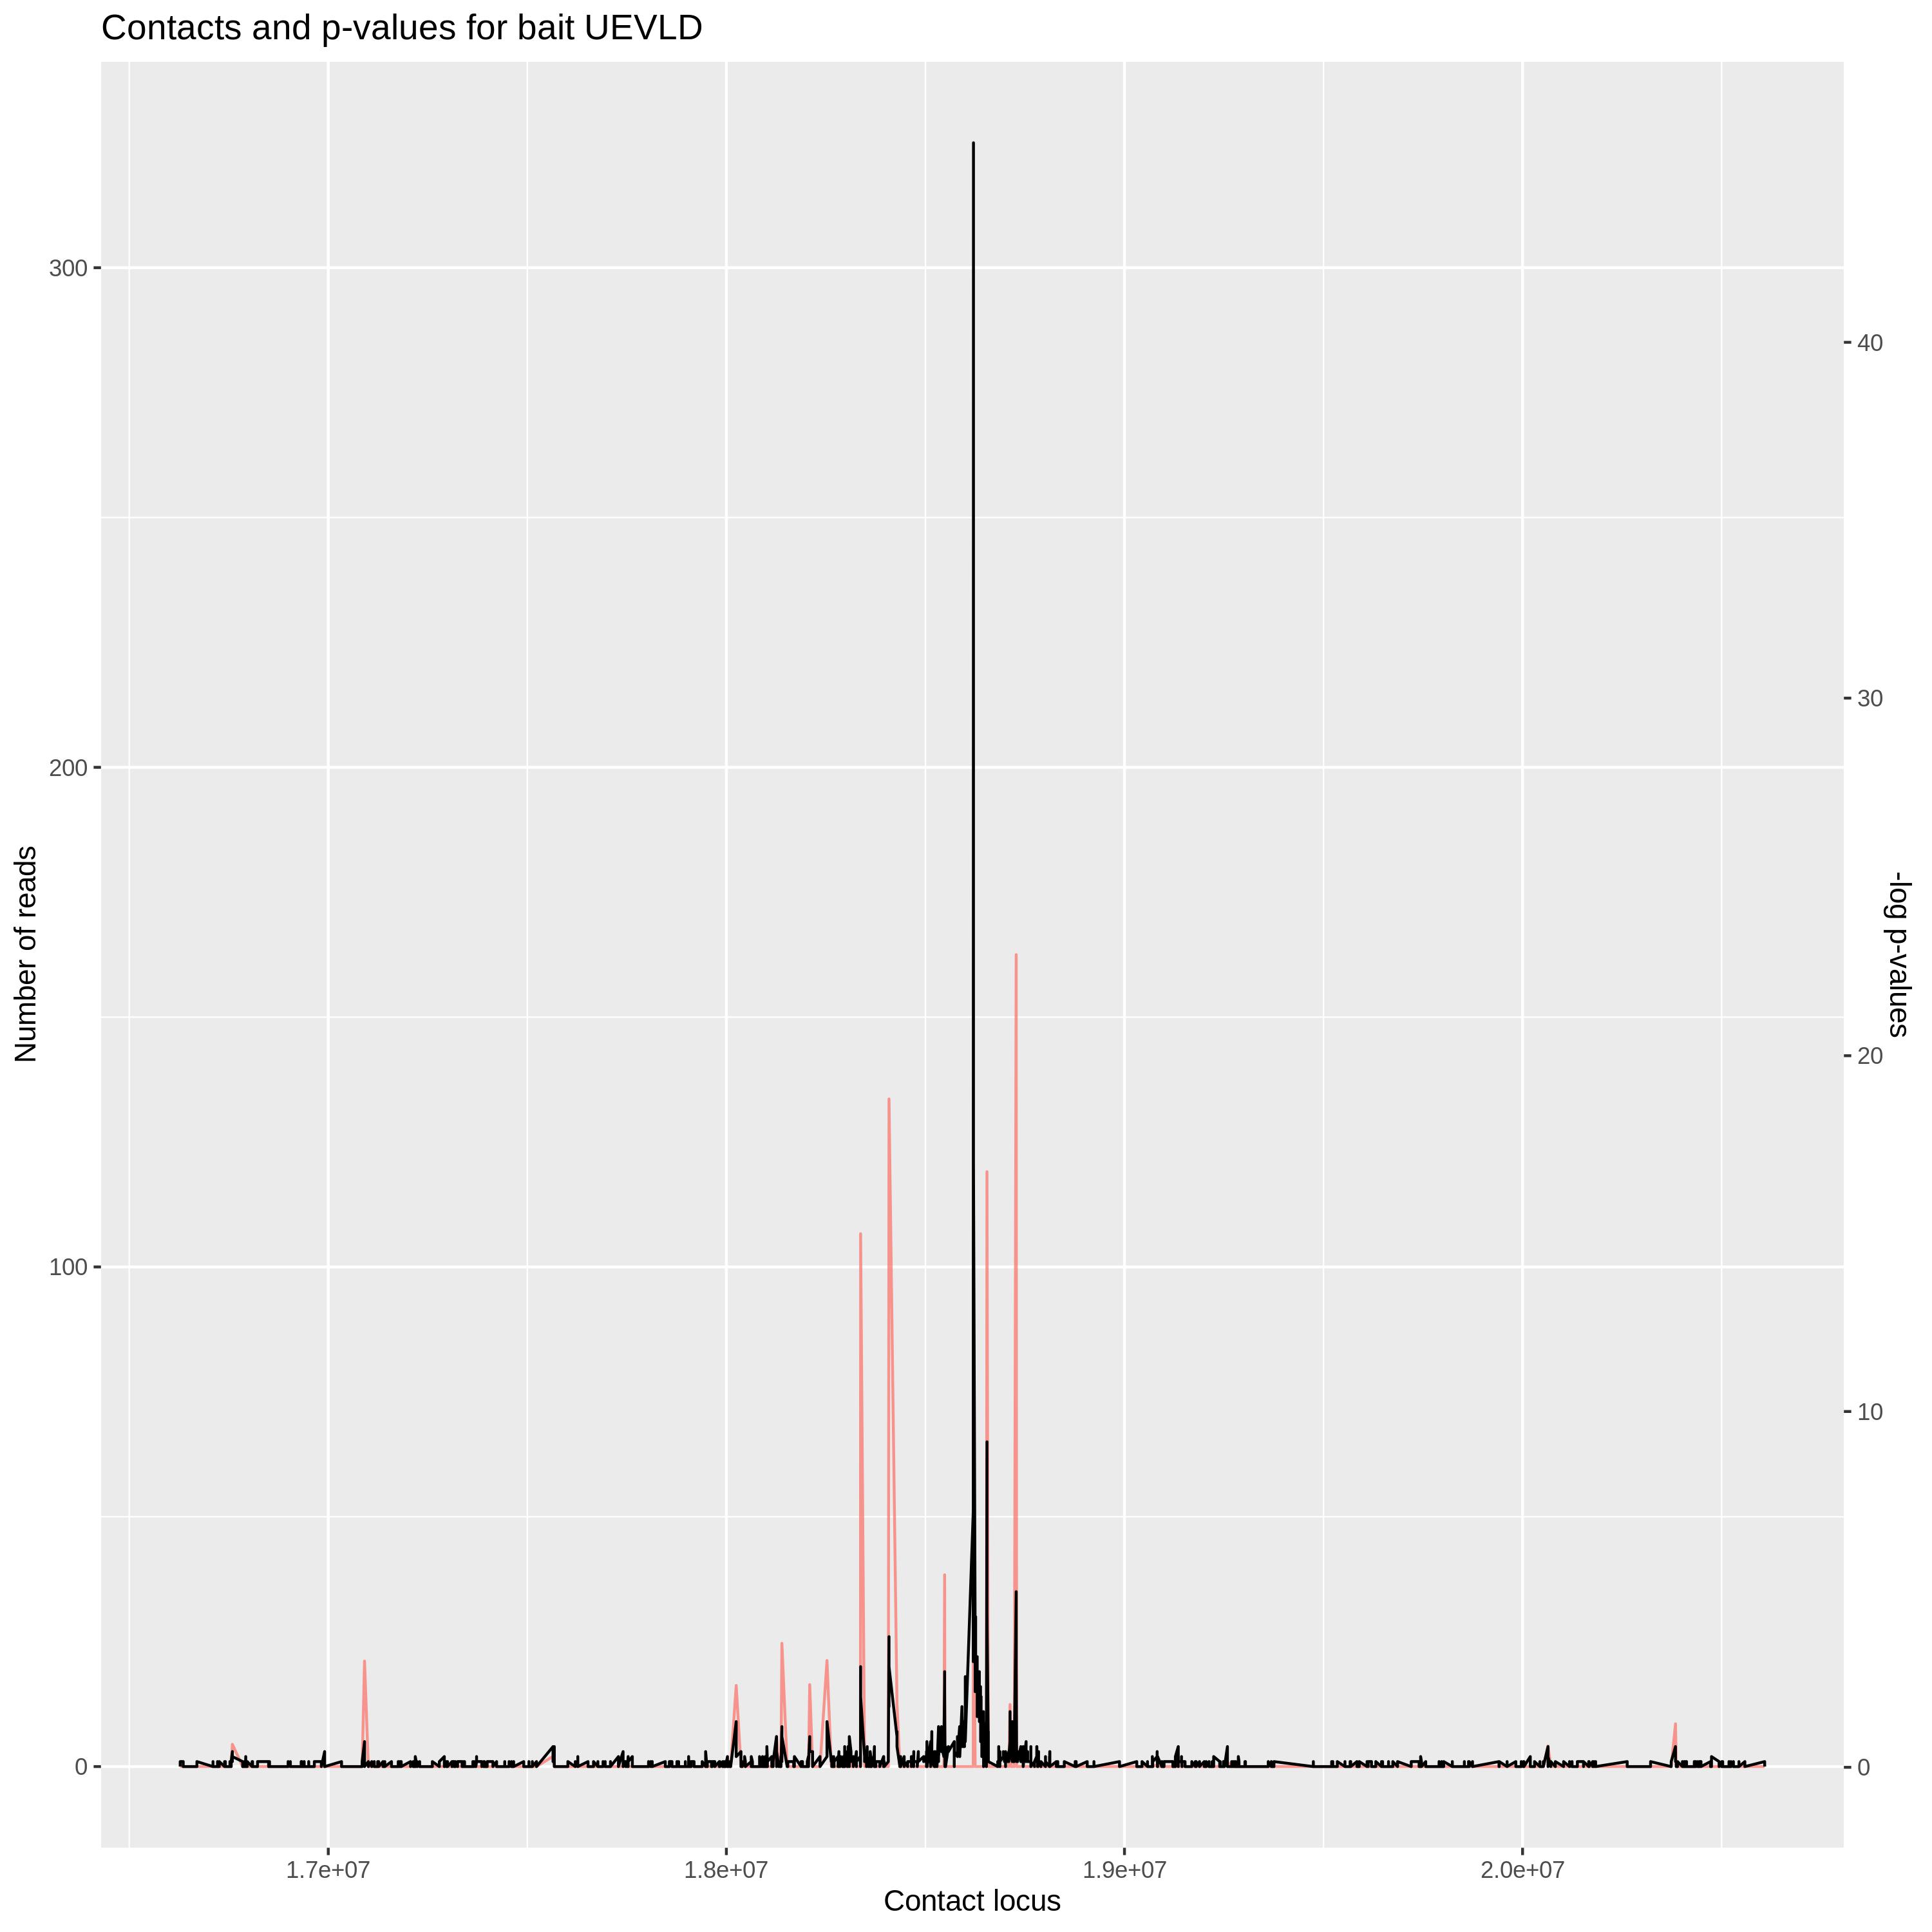 Contacts and p-values for bait UEVLD
300
200
100
0
Number of reads
40
30
20
10
0
-log p-values
1.7e+07 1.8e+07 1.9e+07 2.0e+07
Contact locus